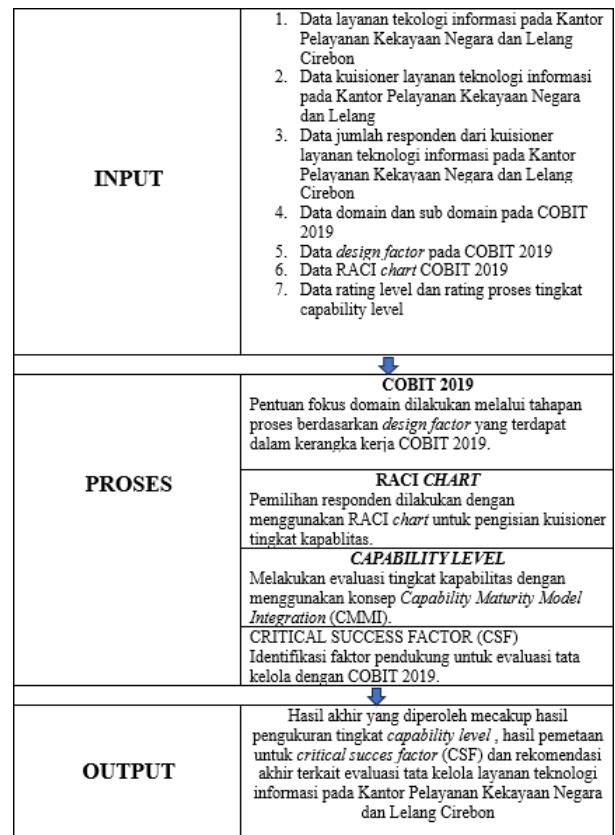 INPUT
1. Data layanan tekologi informasi pada Kantor
Pelayanan Kekayaan Negara dan Lelang
Cirebon
2. Data kuisioner layanan teknologi informasi
pada Kantor Pelayanan Kekayaan Negara
dan Lelang
3. Data jumlah responden dari kuisioner
layanan teknologi informasi pada Kantor
Pelayanan Kekayaan Negara dan Lelang
Cirebon
4. Data domain dan sub domain pada COBIT
2019
5. Data design factor pada COBIT 2019
6. Data RACI chart COBIT 2019
7. Data rating level dan rating proses tingkat
capability level
PROSES
COBIT 2019
Pentuan fokus domain dilakukan melalui tahapan
proses berdasarkan design factor yang terdapat
dalam kerangka kerja COBIT 2019.
RACI CHART
Pemilihan responden dilakukan dengan
menggunakan RACI chart untuk pengisian kuisioner
tingkat kapablitas.
CAPABILITY LEVEL
Melakukan evaluasi tingkat kapabilitas dengan
menggunakan konsep Capability Maturity Model
Integration (CMMI).
CRITICAL SUCCESS FACTOR (CSF)
Identifikasi faktor pendukung untuk evaluasi tata
kelola dengan COBIT 2019.
OUTPUT
Hasil akhir yang diperoleh mecakup hasil
pengukuran tingkat capability level , hasil pemetaan
untuk critical succes factor (CSF) dan rekomendasi
akhir terkait evaluasi tata kelola layanan teknologi
informasi pada Kantor Pelayanan Kekayaan Negara
dan Lelang Cirebon